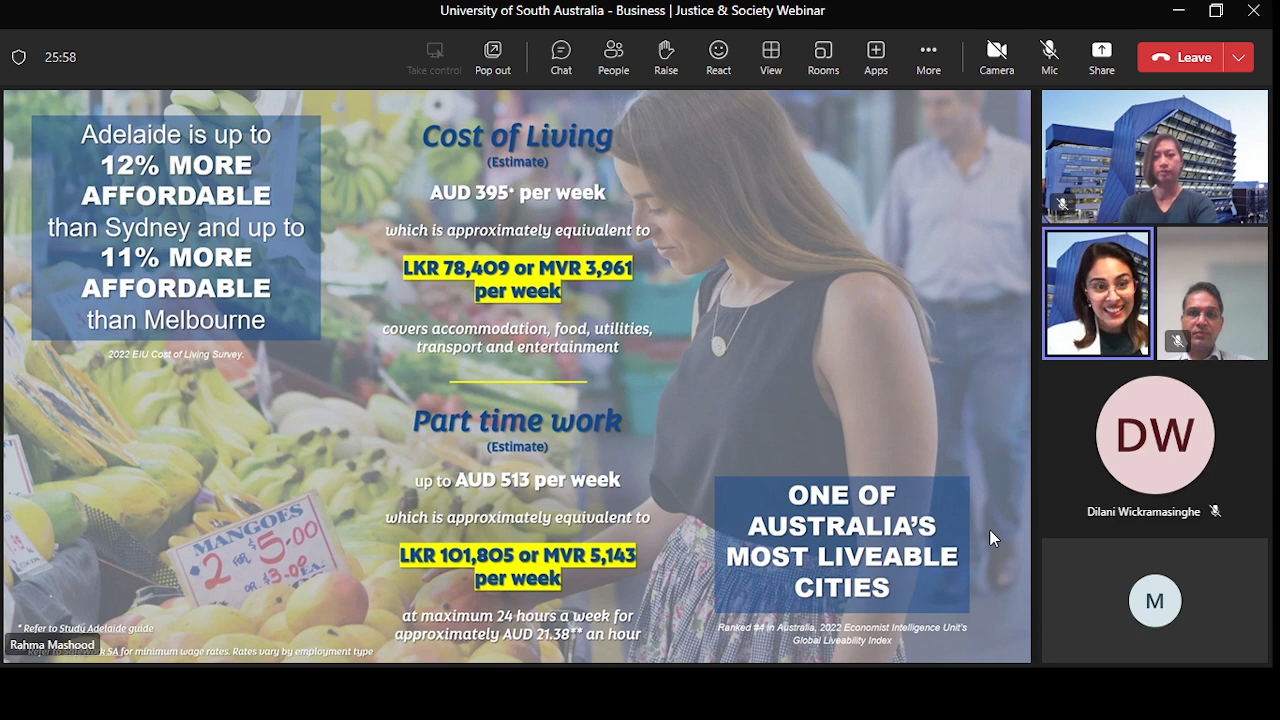 University of South Australia - Business | Justice & Society Webinar
25:58
Take control
Pop out
Chat
People
Raise
React
View
Rooms
Apps
More
Camera
Mic
Share
Leave
Adelaide is up to
12% MORE
AFFORDABLE
than Sydney and up to
11% MORE
AFFORDABLE
than Melbourne
2022 EIU Cost of Living Survey.
Cost of Living
(Estimate)
AUD 395* per week
which is approximately equivalent to
LKR 78,409 or MVR 3,961
per week
covers accommodation, food, utilities,
transport and entertainment
Part time work
(Estimate)
up to AUD 513 per week
which is approximately equivalent to
LKR 101,805 or MVR 5,143
per week
at maximum 24 hours a week for
approximately AUD 21.38** an hour
MANGOES
2 FOR $5.00
OR $3.00 EA.
ONE OF
AUSTRALIA'S
MOST LIVEABLE
CITIES
Ranked #4 in Australia, 2022 Economist Intelligence Unit's
Global Liveability Index
* Refer to Study Adelaide guide
Rahma Mashood
SA for minimum wage rates. Rates vary by employment type
DW
Dilani Wickramasinghe
M